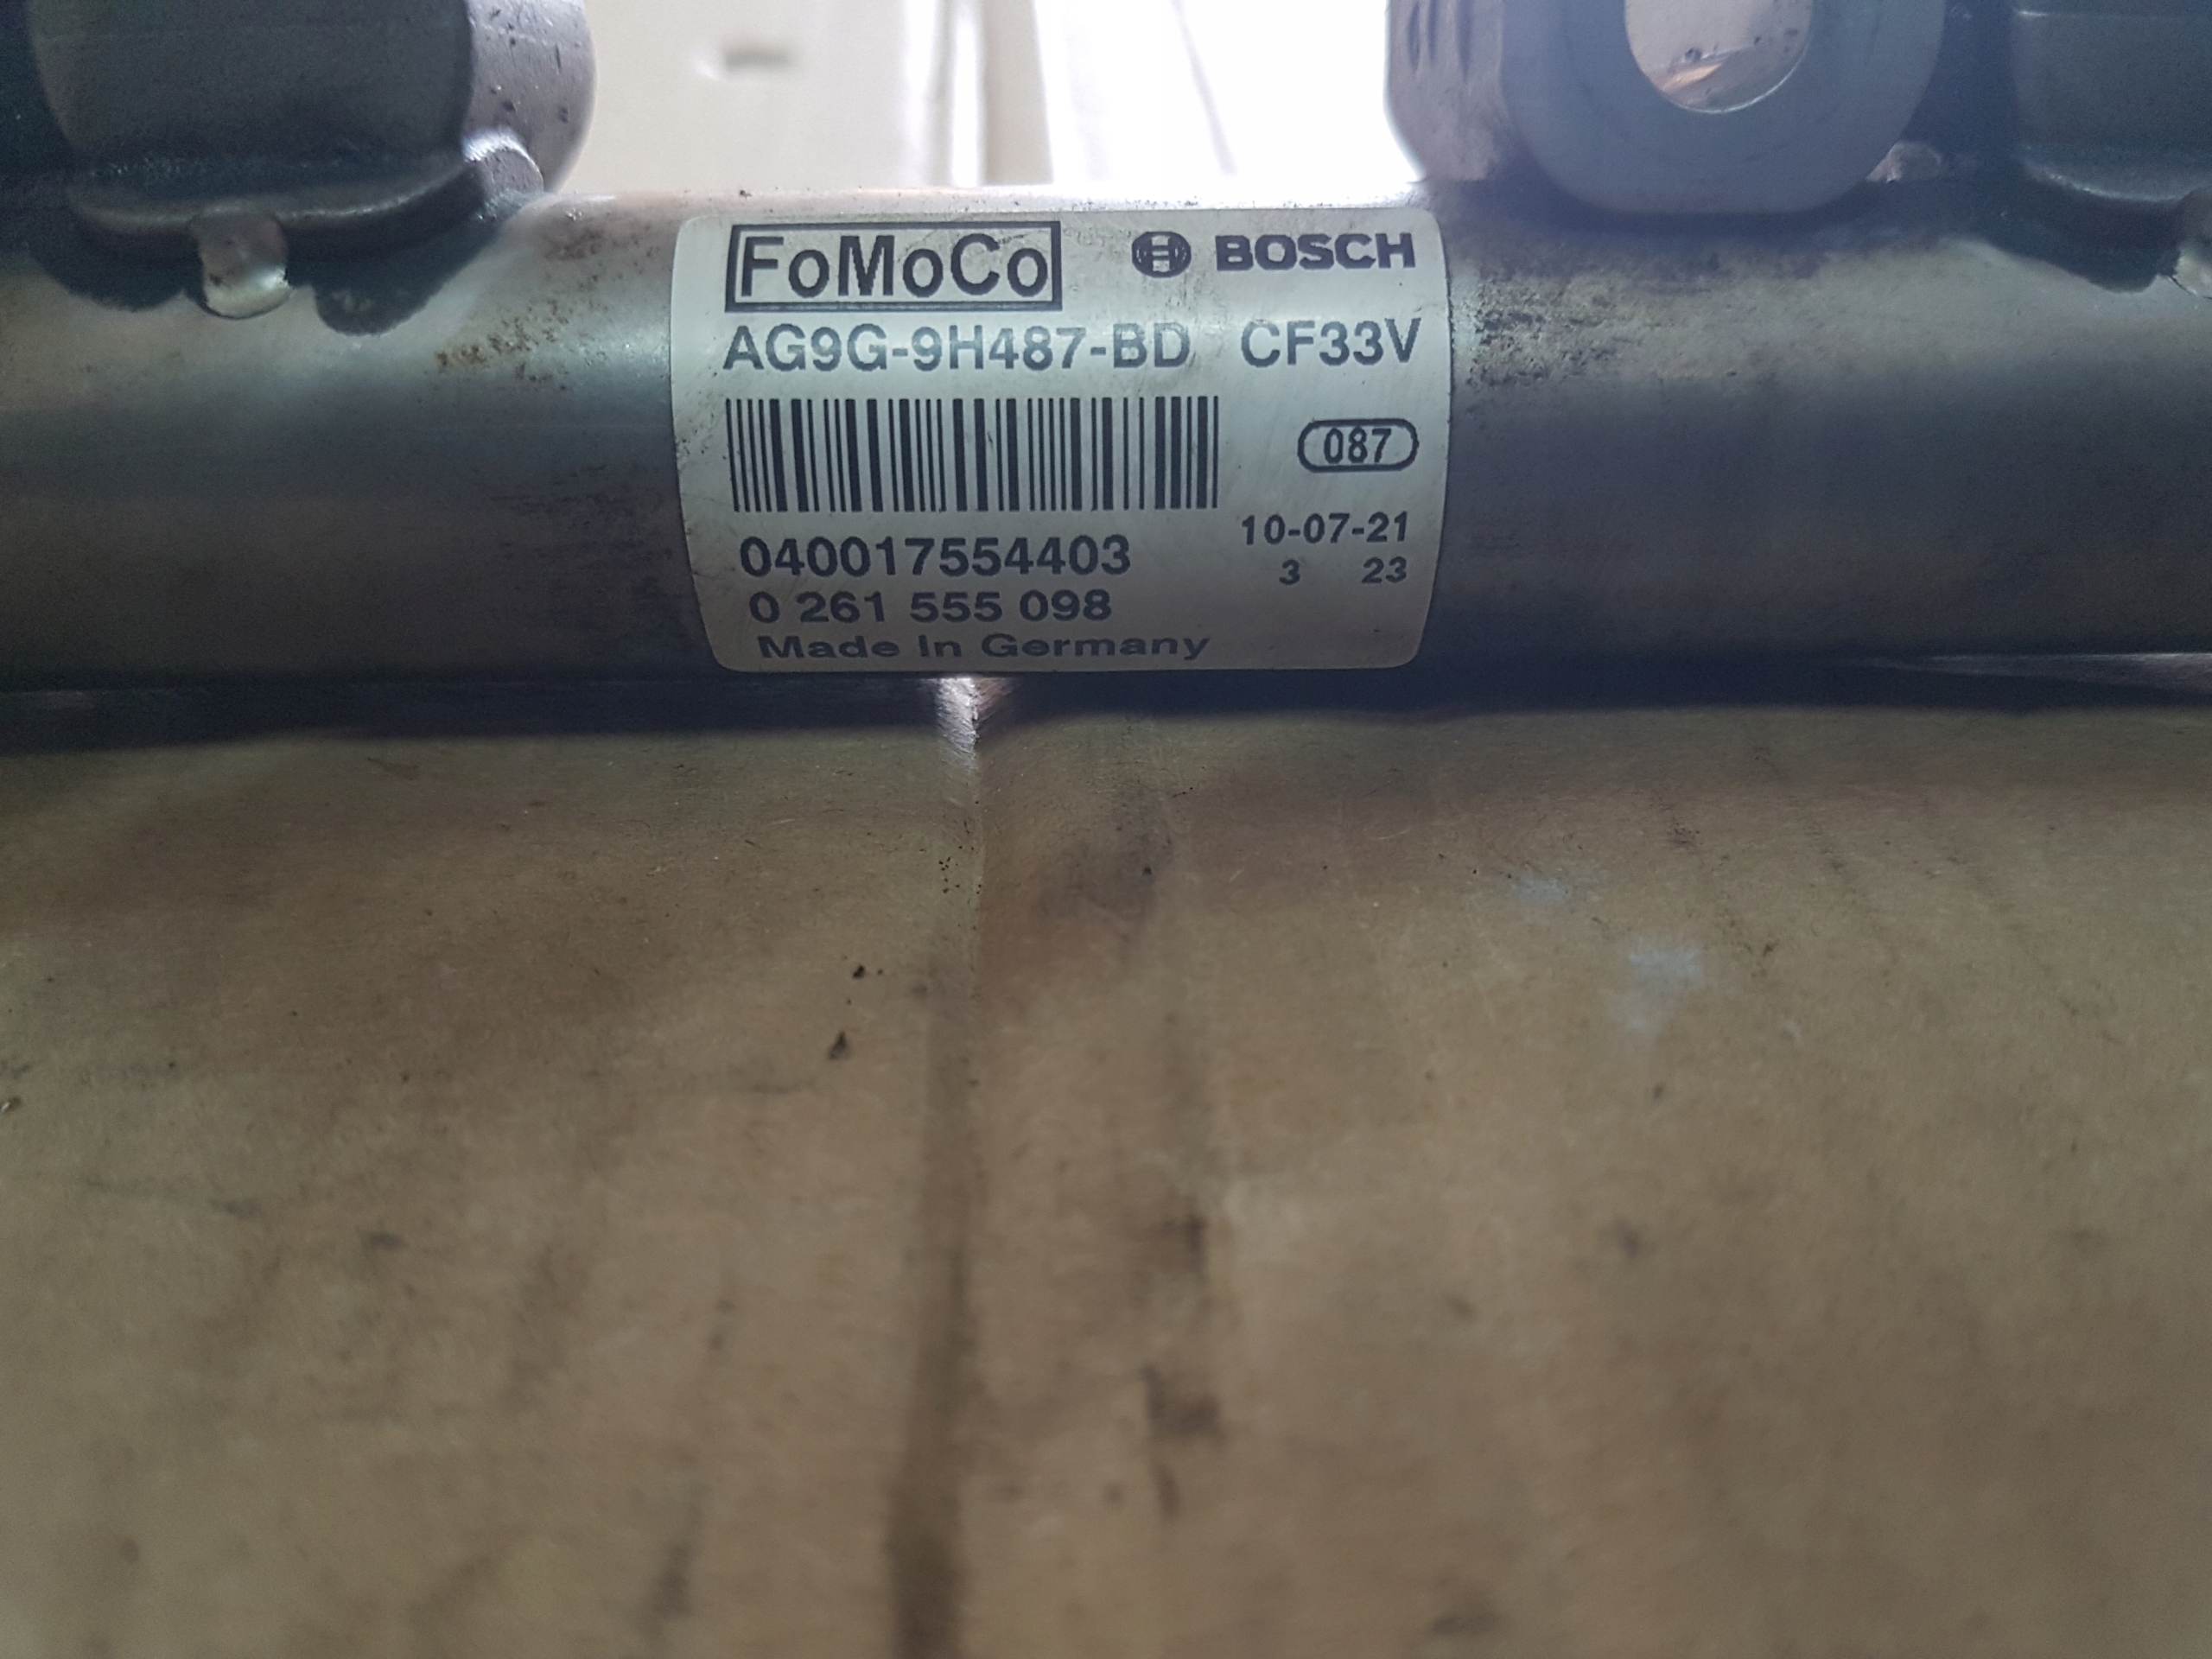 FoMoCo BOSCH
AG9G-9H487-BD CF33V
087
10-07-21
040017554403
3 23
0 261 555 098
Made In Germany